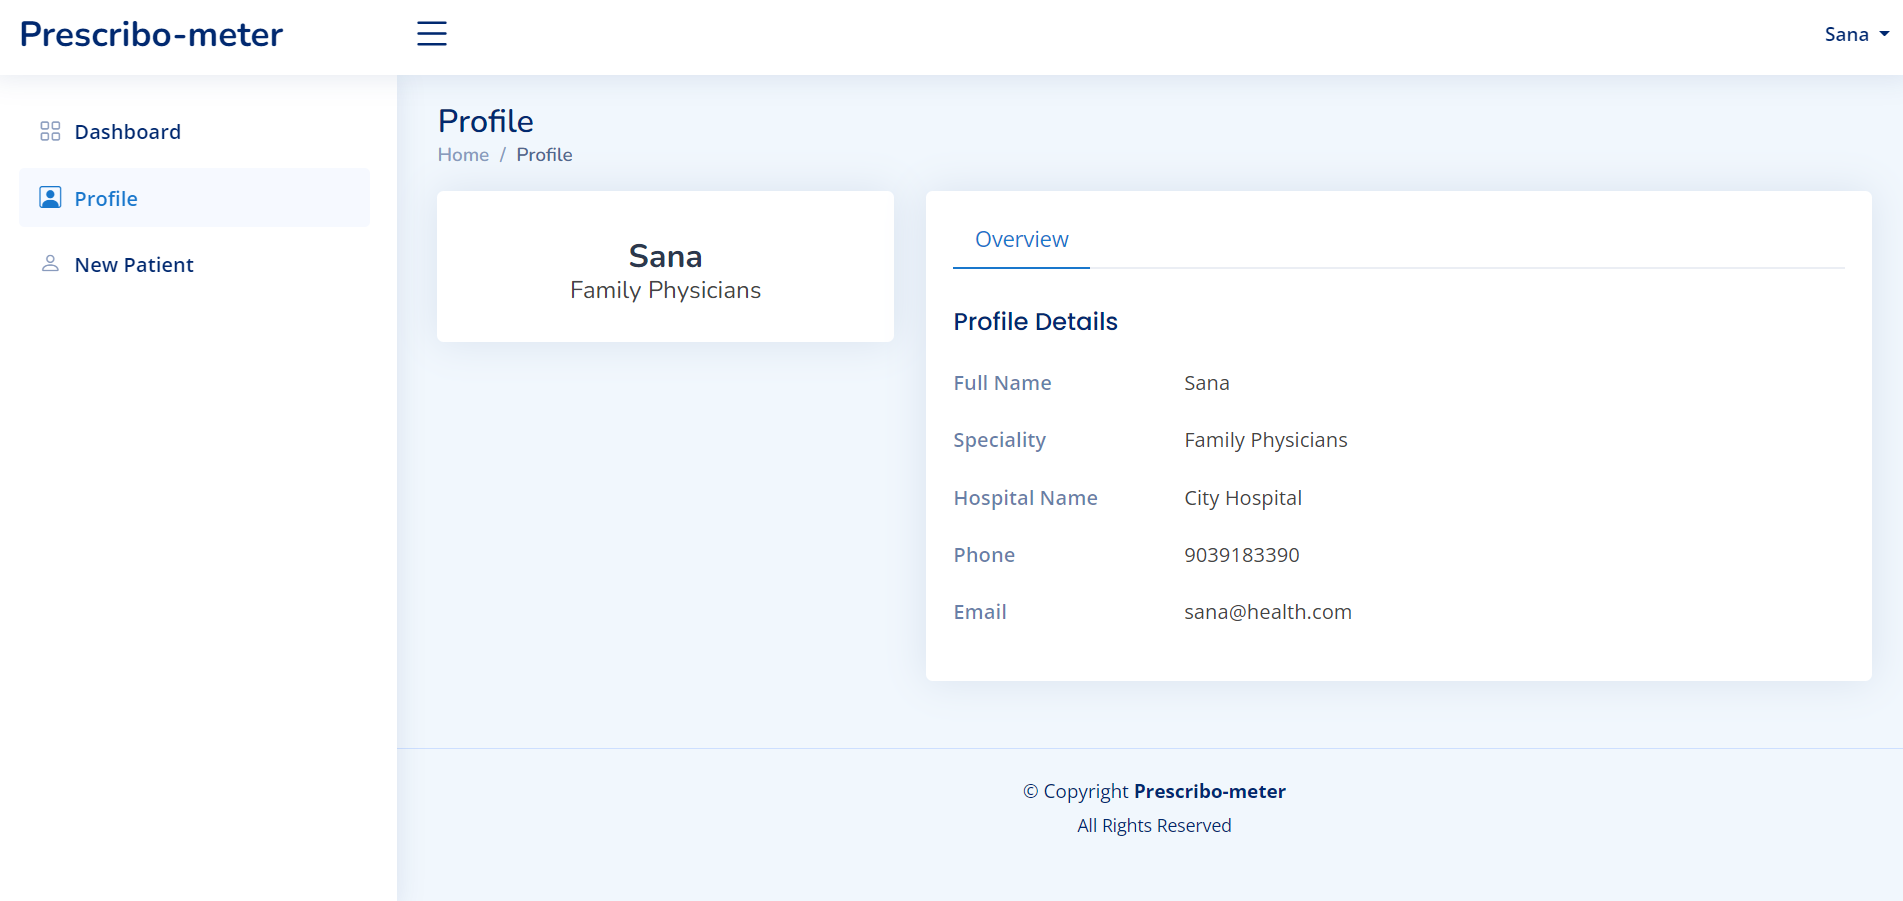 Prescribo-meter
Sana
Dashboard
Profile
New Patient
Profile
Home / Profile
Sana
Family Physicians
Overview
Profile Details
Full Name Sana
Speciality Family Physicians
Hospital Name City Hospital
Phone 9039183390
Email sana@health.com
© Copyright Prescribo-meter
All Rights Reserved